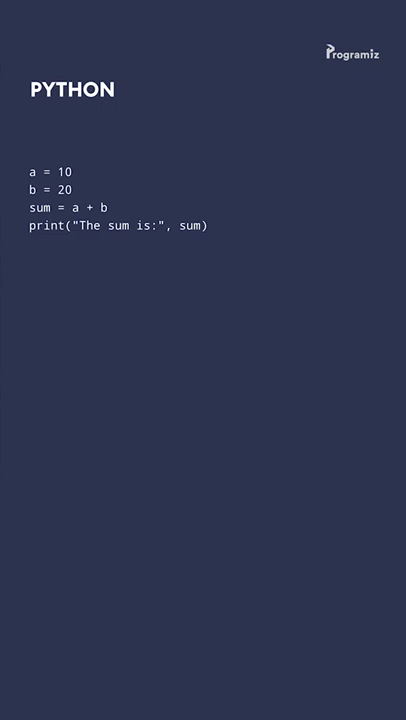 Programiz
PYTHON
a = 10
b = 20
sum = a + b
print("The sum is:", sum)